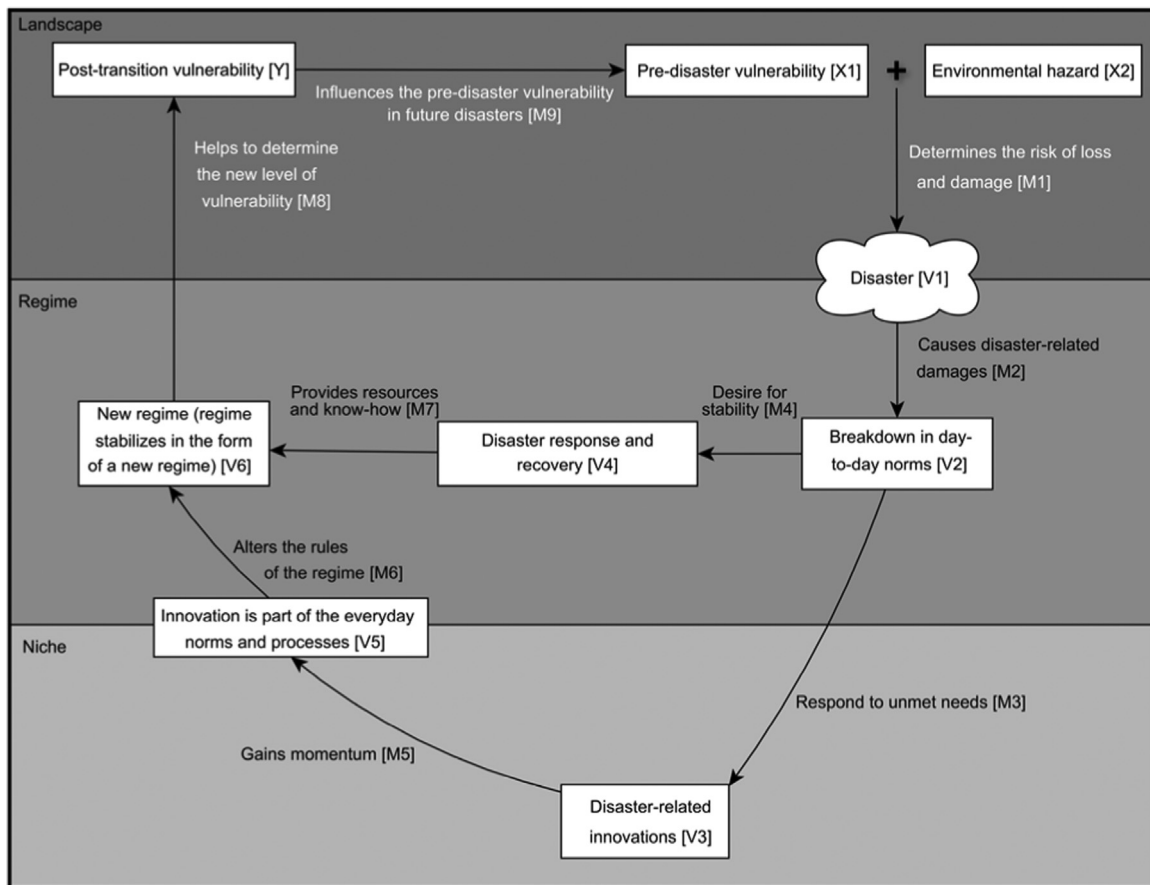 Landscape
Post-transition vulnerability [Y]
Pre-disaster vulnerability [X1]
+
Environmental hazard [X2]
Influences the pre-disaster vulnerability
in future disasters [M9]
Helps to determine
the new level of
vulnerability [M8]
Determines the risk of loss
and damage [M1]
Disaster [V1]
Regime
Causes disaster-related
damages [M2]
Provides resources
and know-how [M7]
Desire for
stability [M4]
New regime (regime
stabilizes in the form
of a new regime) [V6]
Disaster response and
recovery [V4]
Breakdown in day-
to-day norms [V2]
Alters the rules
of the regime [M6]
Innovation is part of the everyday
norms and processes [V5]
Niche
Respond to unmet needs [M3]
Gains momentum [M5]
Disaster-related
innovations [V3]